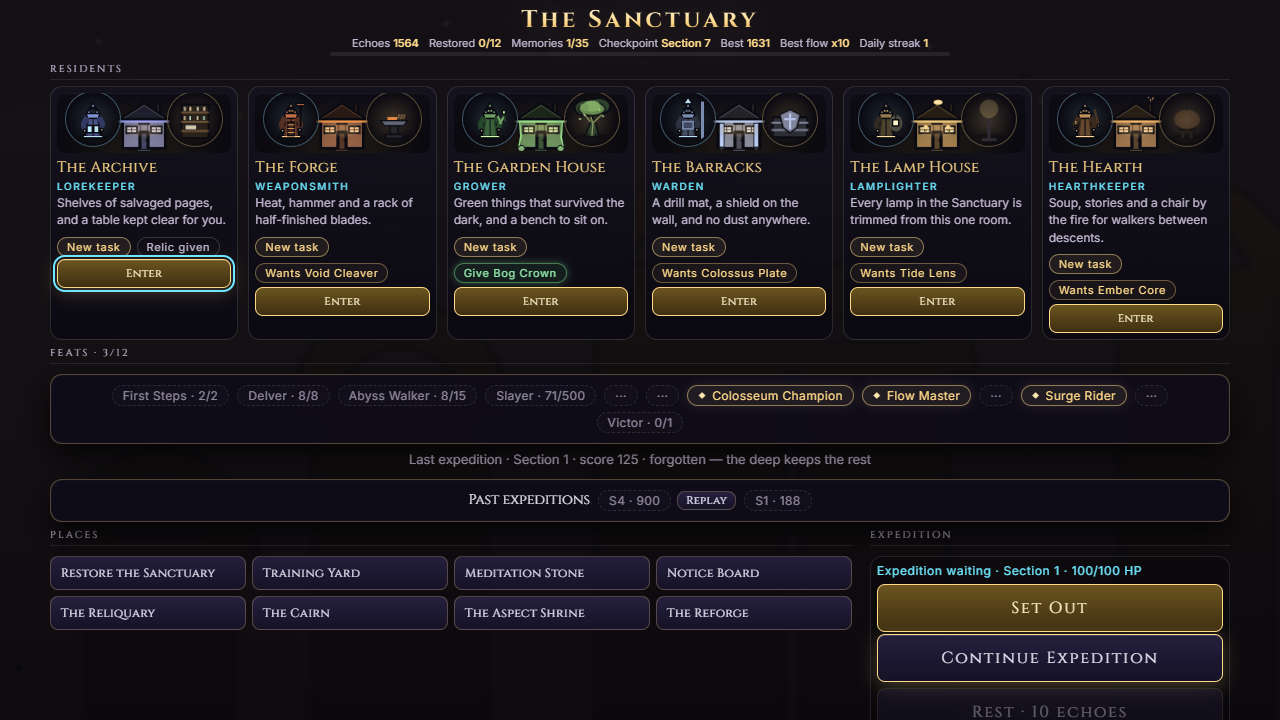 The Sanctuary
Echoes 1564 Restored 0/12 Memories 1/35 Checkpoint Section 7 Best 1631 Best flow x10 Daily streak 1
RESIDENTS
The Archive
LOREKEEPER
Shelves of salvaged pages,
and a table kept clear for you.
New task Relic given
Enter
The Forge
WEAPONSMITH
Heat, hammer and a rack of
half-finished blades.
New task
Wants Void Cleaver
Enter
The Garden House
GROWER
Green things that survived the
dark, and a bench to sit on.
New task
Give Bog Crown
Enter
The Barracks
WARDEN
A drill mat, a shield on the
wall, and no dust anywhere.
New task
Wants Colossus Plate
Enter
The Lamp House
LAMPLIGHTER
Every lamp in the Sanctuary is
trimmed from this one room.
New task
Wants Tide Lens
Enter
The Hearth
HEARTHKEEPER
Soup, stories and a chair by
the fire for walkers between
descents.
New task
Wants Ember Core
Enter
FEATS · 3/12
First Steps · 2/2 Delver · 8/8 Abyss Walker · 8/15 Slayer · 71/500 ... ... ◆ Colosseum Champion ◆ Flow Master ... ◆ Surge Rider ...
Victor · 0/1
Last expedition · Section 1 · score 125 · forgotten — the deep keeps the rest
Past expeditions S4 · 900 Replay S1 · 188
PLACES
Restore the Sanctuary Training Yard Meditation Stone Notice Board
The Reliquary The Cairn The Aspect Shrine The Reforge
EXPEDITION
Expedition waiting · Section 1 · 100/100 HP
Set Out
Continue Expedition
Rest · 10 Echoes